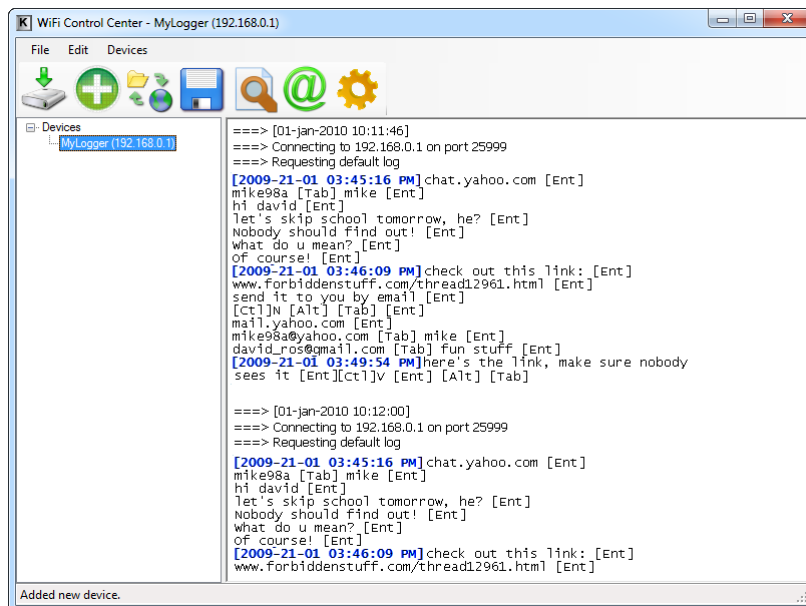 K WiFi Control Center - MyLogger (192.168.0.1)
File Edit Devices
Devices
MyLogger (192.168.0.1)
===> [01-jan-2010 10:11:46]
===> Connecting to 192.168.0.1 on port 25999
===> Requesting default log
[2009-21-01 03:45:16 PM]chat.yahoo.com [Ent]
mike98a [Tab] mike [Ent]
hi david [Ent]
let's skip school tomorrow, he? [Ent]
Nobody should find out! [Ent]
What do u mean? [Ent]
Of course! [Ent]
[2009-21-01 03:46:09 PM]check out this link: [Ent]
www.forbiddenstuff.com/thread12961.html [Ent]
send it to you by email [Ent]
[Ctl]N [Alt] [Tab] [Ent]
mail.yahoo.com [Ent]
mike98a@yahoo.com [Tab] mike [Ent]
david_ros@gmail.com [Tab] fun stuff [Ent]
[2009-21-01 03:49:54 PM]here's the link, make sure nobody
sees it [Ent][Ctl]V [Ent] [Alt] [Tab]
===> [01-jan-2010 10:12:00]
===> Connecting to 192.168.0.1 on port 25999
===> Requesting default log
[2009-21-01 03:45:16 PM]chat.yahoo.com [Ent]
mike98a [Tab] mike [Ent]
hi david [Ent]
let's skip school tomorrow, he? [Ent]
Nobody should find out! [Ent]
What do u mean? [Ent]
Of course! [Ent]
[2009-21-01 03:46:09 PM]check out this link: [Ent]
www.forbiddenstuff.com/thread12961.html [Ent]
Added new device.